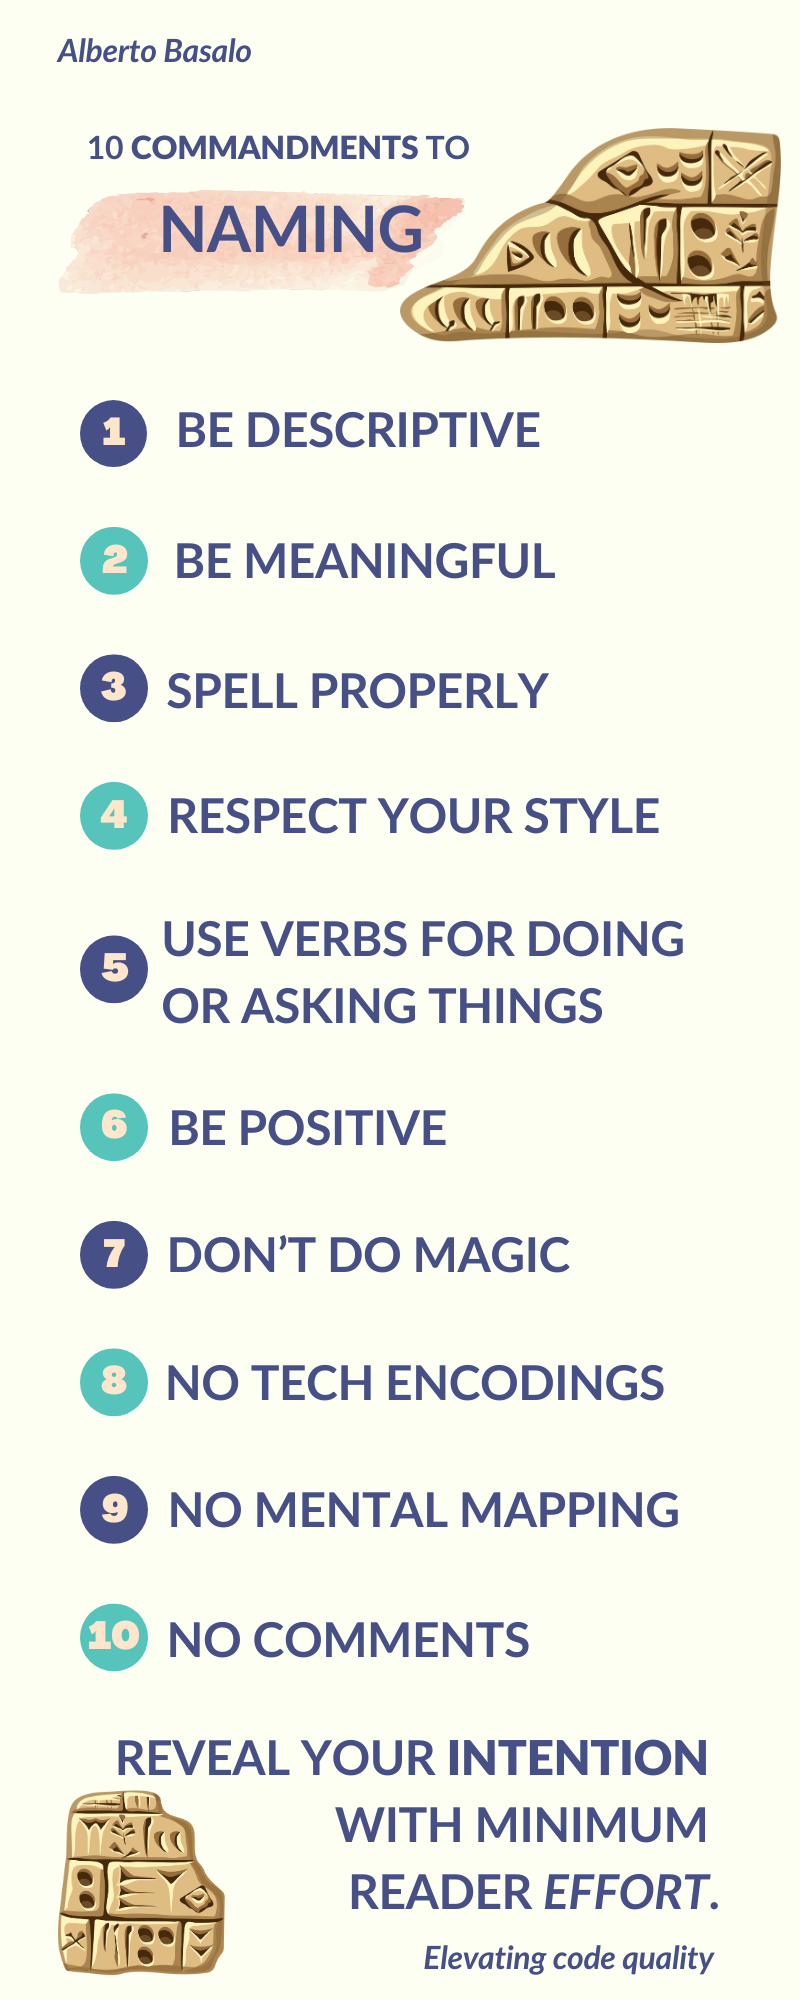 Alberto Basalo
10 COMMANDMENTS TO
NAMING
1 BE DESCRIPTIVE
2 BE MEANINGFUL
3 SPELL PROPERLY
4 RESPECT YOUR STYLE
5 USE VERBS FOR DOING
OR ASKING THINGS
6 BE POSITIVE
7 DON’T DO MAGIC
8 NO TECH ENCODINGS
9 NO MENTAL MAPPING
10 NO COMMENTS
REVEAL YOUR INTENTION
WITH MINIMUM
READER EFFORT.
Elevating code quality